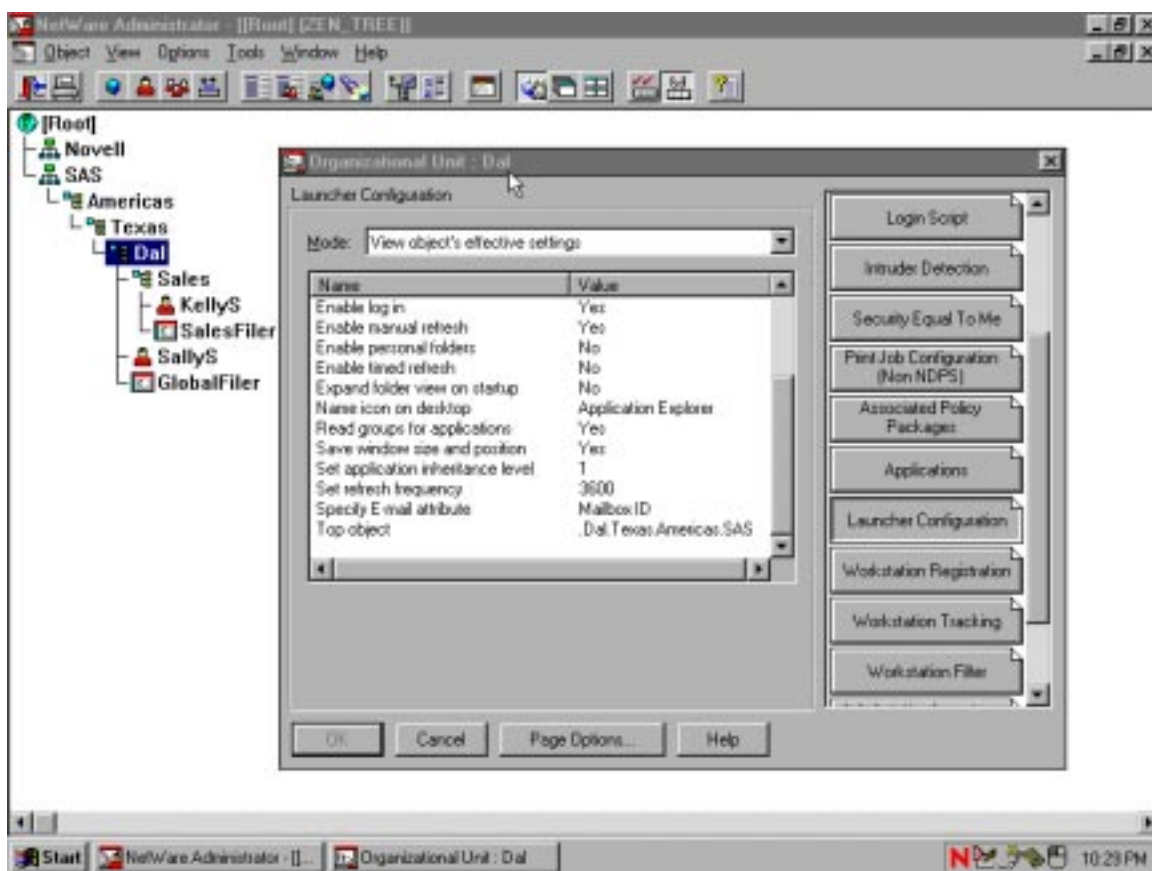 NetWare Administrator - [[Root] (ZEN_TREE)]
Object View Options Tools Window Help
[Root]
Novell
SAS
Americas
Texas
Dal
Sales
KellyS
SalesFiler
SallyS
GlobalFiler
Organizational Unit : Dal
Launcher Configuration
Mode: View object's effective settings
Name Value
Enable log in Yes
Enable manual refresh Yes
Enable personal folders No
Enable timed refresh No
Expand folder view on startup No
Name icon on desktop Application Explorer
Read groups for applications Yes
Save window size and position Yes
Set application inheritance level 1
Set refresh frequency 3600
Specify E-mail attribute Mailbox ID
Top object .Dal.Texas.Americas.SAS
Login Script
Intruder Detection
Security Equal To Me
Print Job Configuration
(Non NDPS)
Associated Policy
Packages
Applications
Launcher Configuration
Workstation Registration
Workstation Tracking
Workstation Filter
OK Cancel Page Options... Help
Start NetWare Administrator - []... Organizational Unit : Dal 10:29 PM